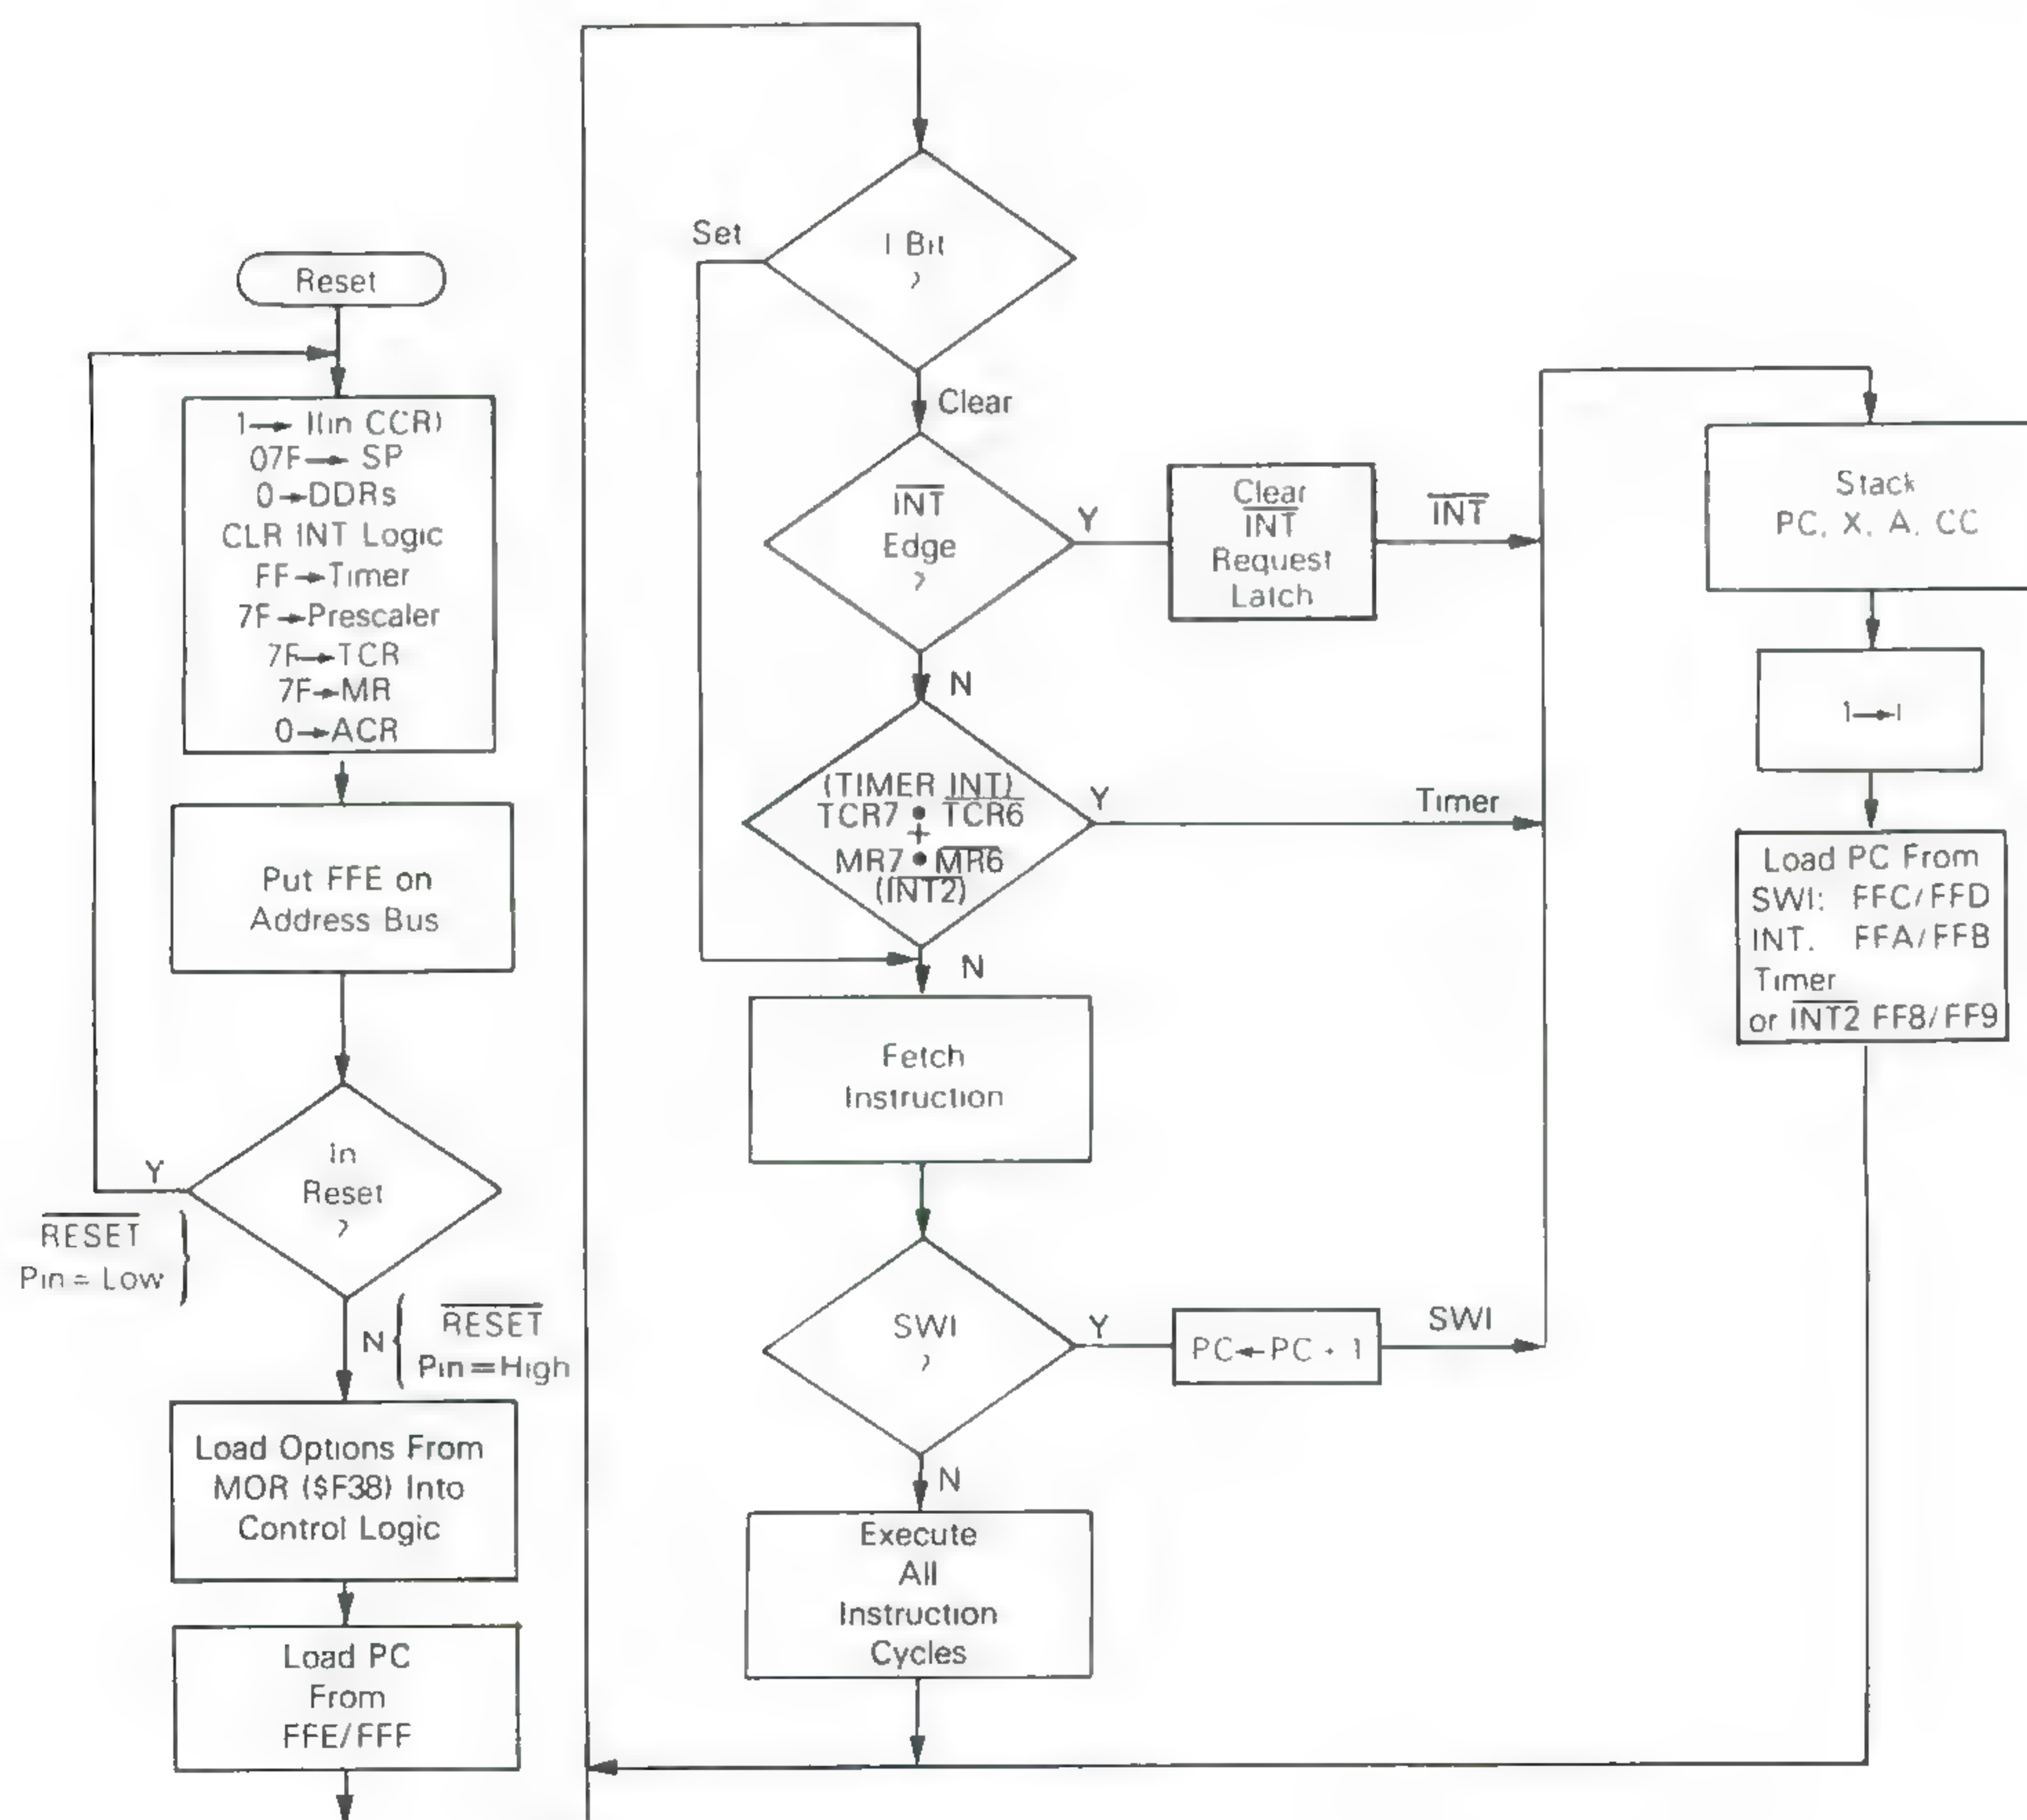 Reset
1→ I(in CCR)
07F→ SP
0→DDRs
CLR INT Logic
FF→Timer
7F→Prescaler
7F→TCR
7F→MR
0→ACR
Put FFE on
Address Bus
In
Reset
?
Y
RESET
Pin = Low
N
RESET
Pin = High
Load Options From
MOR ($F38) Into
Control Logic
Load PC
From
FFE/FFF
I Bit
?
Set
Clear
INT
Edge
?
Y
Clear
INT
Request
Latch
INT
N
(TIMER INT)
TCR7 • TCR6
+
MR7 • MR6
(INT2)
Y
Timer
N
Fetch
Instruction
SWI
?
Y
PC←PC + 1
SWI
N
Execute
All
Instruction
Cycles
Stack
PC, X, A, CC
1→I
Load PC From
SWI: FFC/FFD
INT. FFA/FFB
Timer
or INT2 FF8/FF9